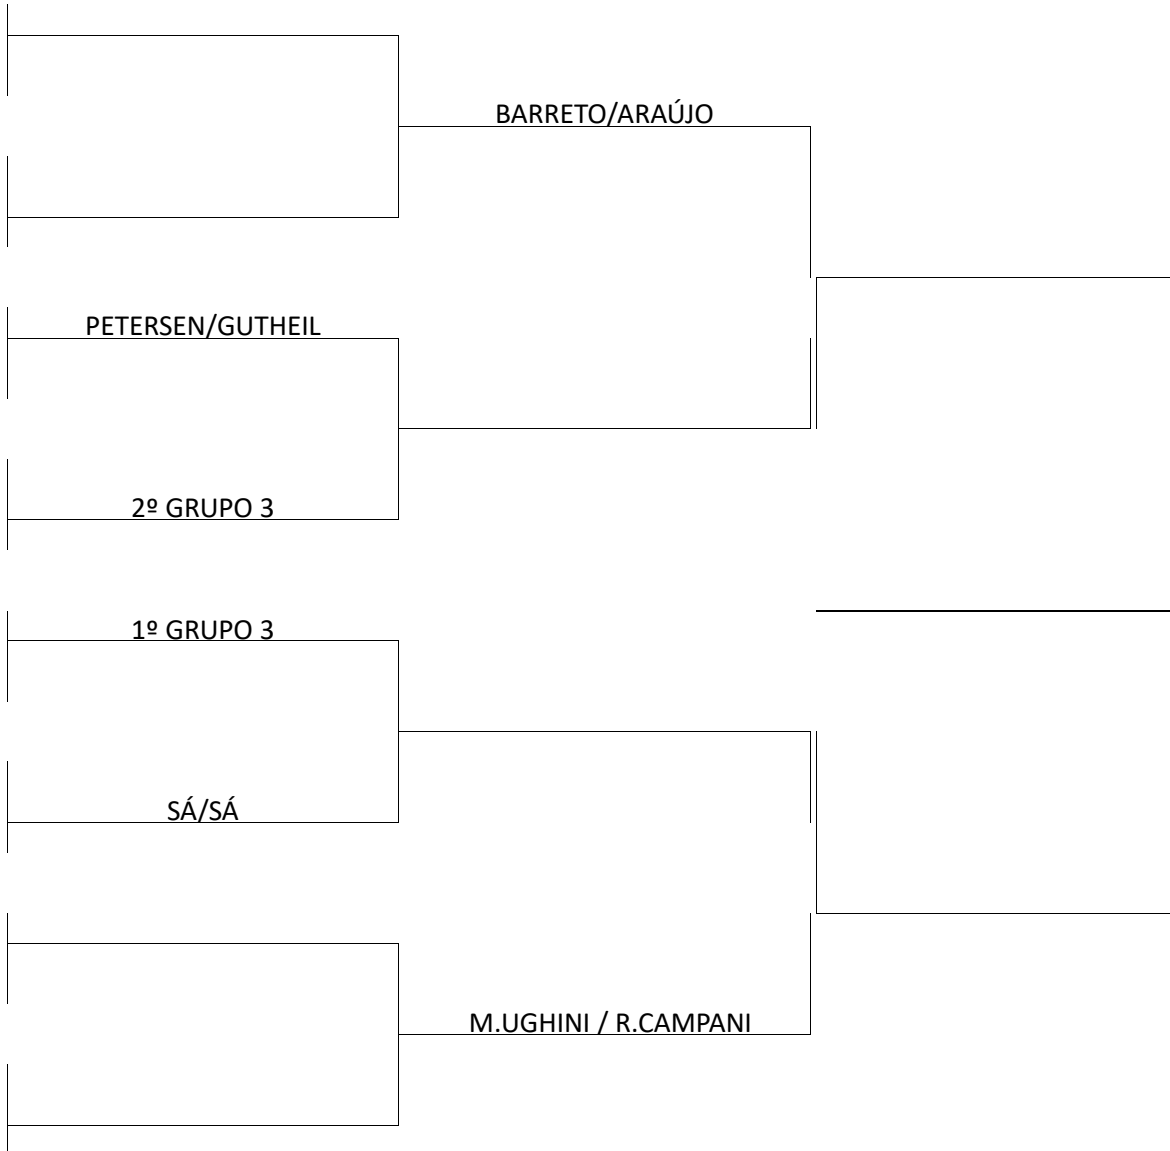 BARRETO/ARAÚJO
PETERSEN/GUTHEIL
2º GRUPO 3
1º GRUPO 3
SÁ/SÁ
M.UGHINI / R.CAMPANI